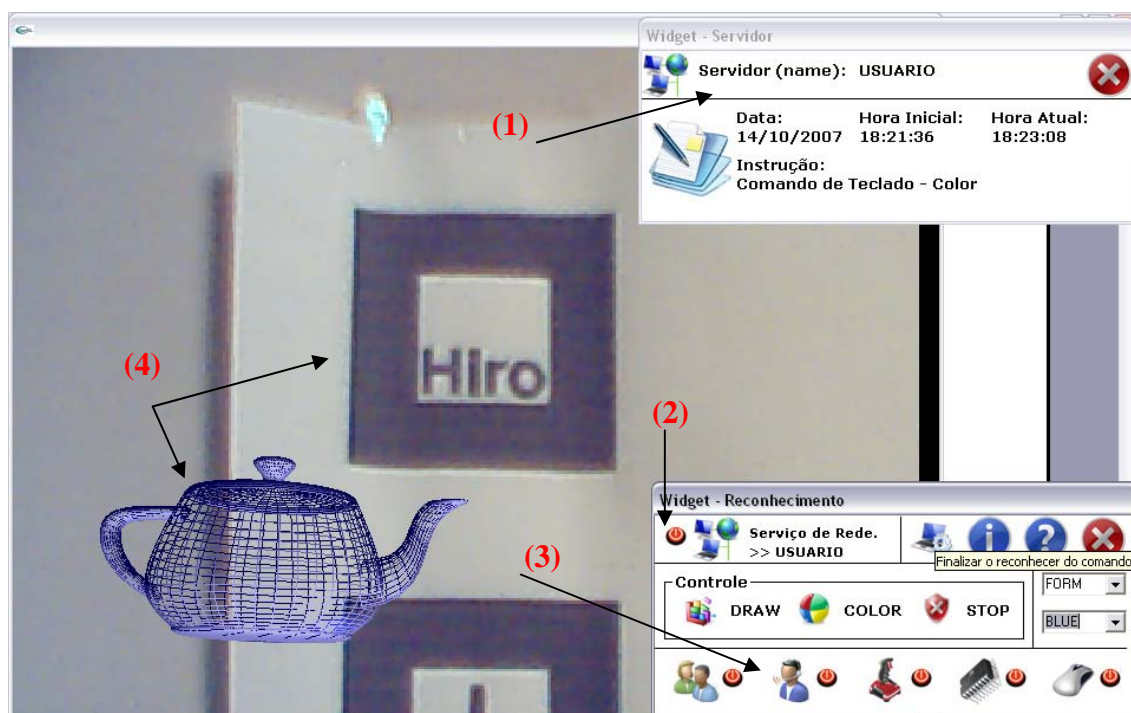 Widget - Servidor
Servidor (name): USUARIO
(1)
Data: Hora Inicial: Hora Atual:
14/10/2007 18:21:36 18:23:08
Instrução:
Comando de Teclado - Color
Hiro
(4)
(2)
Widget - Reconhecimento
Serviço de Rede.
>> USUARIO
Finalizar o reconhecer do comando
(3)
Controle
DRAW COLOR STOP
FORM
BLUE